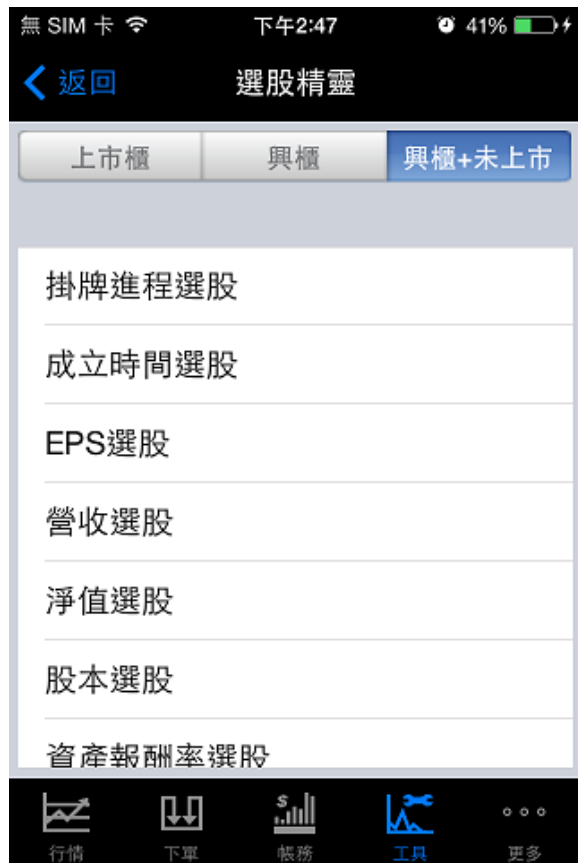 無 SIM 卡 下午2:47 41%
返回 選股精靈
上市櫃 興櫃 興櫃+未上市
掛牌進程選股
成立時間選股
EPS選股
營收選股
淨值選股
股本選股
資產報酬率選股
行情 下單 帳務 工具 更多